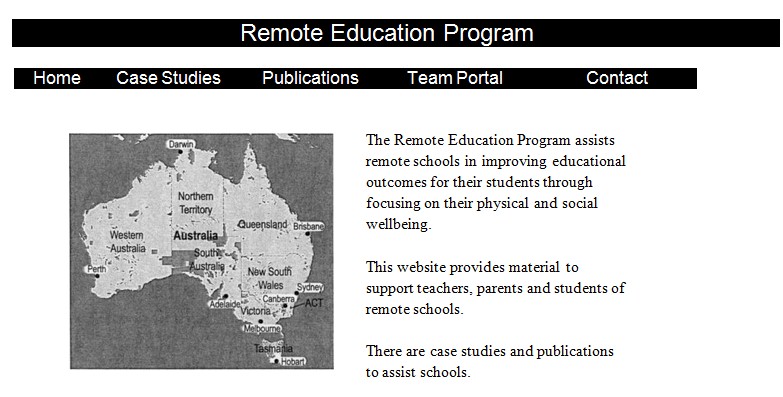 Remote Education Program
Home Case Studies Publications Team Portal Contact
Darwin
Northern
Territory
Queensland
Brisbane
Western
Australia
Australia
South
Australia
Perth
New South
Wales
Sydney
Adelaide
Canberra
ACT
Victoria
Melbourne
Tasmania
Hobart
The Remote Education Program assists
remote schools in improving educational
outcomes for their students through
focusing on their physical and social
wellbeing.
This website provides material to
support teachers, parents and students of
remote schools.
There are case studies and publications
to assist schools.